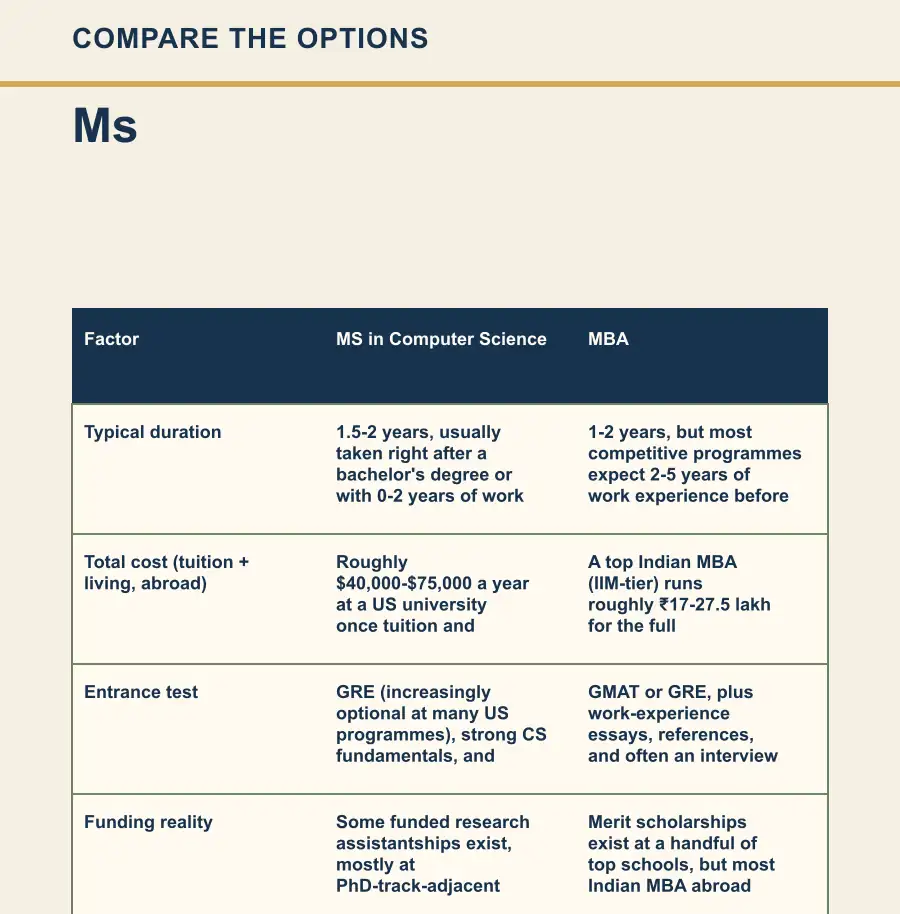 COMPARE THE OPTIONS
Ms
Factor
MS in Computer Science
MBA
Typical duration
1.5-2 years, usually
taken right after a
bachelor's degree or
with 0-2 years of work
1-2 years, but most
competitive programmes
expect 2-5 years of
work experience before
Total cost (tuition +
living, abroad)
Roughly
$40,000-$75,000 a year
at a US university
once tuition and
A top Indian MBA
(IIM-tier) runs
roughly ₹17-27.5 lakh
for the full
Entrance test
GRE (increasingly
optional at many US
programmes), strong CS
fundamentals, and
GMAT or GRE, plus
work-experience
essays, references,
and often an interview
Funding reality
Some funded research
assistantships exist,
mostly at
PhD-track-adjacent
Merit scholarships
exist at a handful of
top schools, but most
Indian MBA abroad